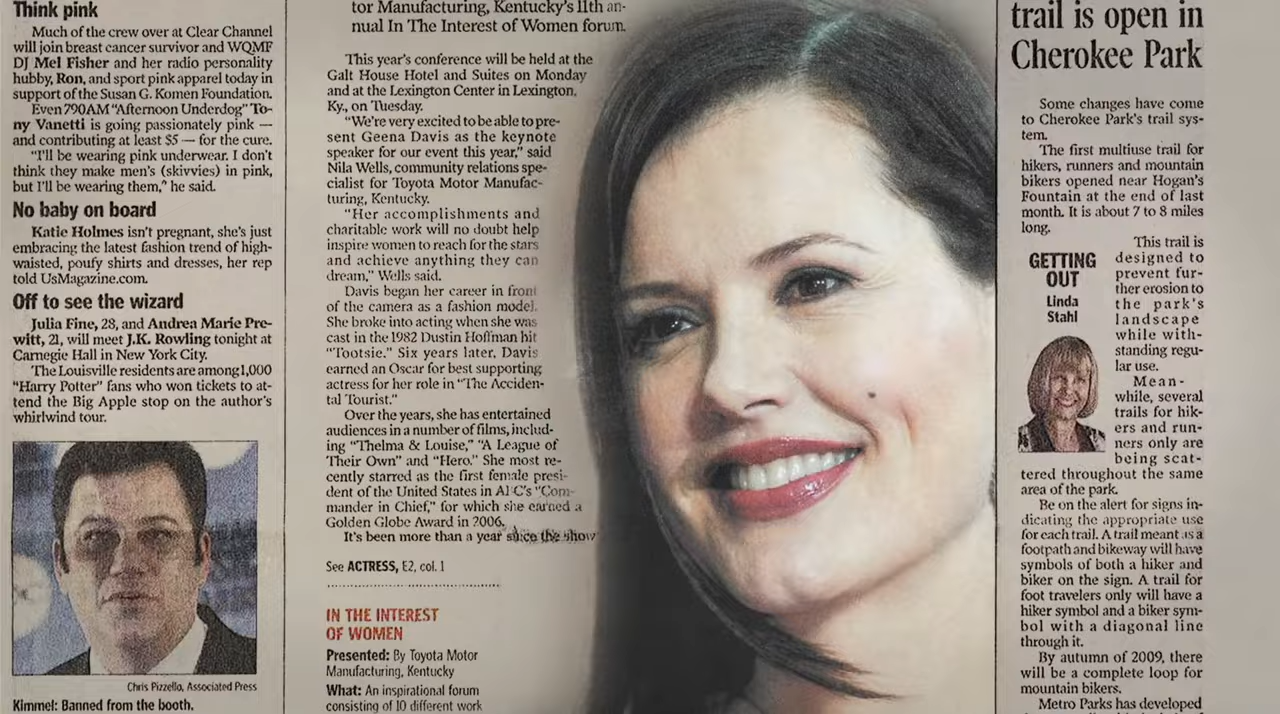 Think pink
Much of the crew over at Clear Channel
will join breast cancer survivor and WQMF
DJ Mel Fisher and her radio personality
hubby, Ron, and sport pink apparel today in
support of the Susan G. Komen Foundation.
Even 790AM “Afternoon Underdog” To-
ny Vanetti is going passionately pink —
and contributing at least $5 — for the cure.
“I'll be wearing pink underwear. I don't
think they make men's (skivvies) in pink,
but I'll be wearing them,” he said.
No baby on board
Katie Holmes isn't pregnant, she's just
embracing the latest fashion trend of high-
waisted, poufy shirts and dresses, her rep
told UsMagazine.com.
Off to see the wizard
Julia Fine, 28, and Andrea Marie Pre-
witt, 21, will meet J.K. Rowling tonight at
Carnegie Hall in New York City.
The Louisville residents are among 1,000
“Harry Potter” fans who won tickets to at-
tend the Big Apple stop on the author's
whirlwind tour.
Chris Pizzello, Associated Press
Kimmel: Banned from the booth.
tor Manufacturing, Kentucky's 11th an-
nual In The Interest of Women forum.
This year's conference will be held at the
Galt House Hotel and Suites on Monday
and at the Lexington Center in Lexington,
Ky., on Tuesday.
“We're very excited to be able to pre-
sent Geena Davis as the keynote
speaker for our event this year,” said
Nila Wells, community relations spe-
cialist for Toyota Motor Manufac-
turing, Kentucky.
“Her accomplishments and
charitable work will no doubt help
inspire women to reach for the stars
and achieve anything they can
dream,” Wells said.
Davis began her career in front
of the camera as a fashion model.
She broke into acting when she was
cast in the 1982 Dustin Hoffman hit
“Tootsie.” Six years later, Davis
earned an Oscar for best supporting
actress for her role in “The Acciden-
tal Tourist.”
Over the years, she has entertained
audiences in a number of films, includ-
ing “Thelma & Louise,” “A League of
Their Own” and “Hero.” She most re-
cently starred as the first female presi-
dent of the United States in ABC's “Com-
mander in Chief,” for which she earned a
Golden Globe Award in 2006.
It's been more than a year since the show
See ACTRESS, E2, col. 1
IN THE INTEREST
OF WOMEN
Presented: By Toyota Motor
Manufacturing, Kentucky
What: An inspirational forum
consisting of 10 different work
trail is open in
Cherokee Park
Some changes have come
to Cherokee Park's trail sys-
tem.
The first multiuse trail for
hikers, runners and mountain
bikers opened near Hogan's
Fountain at the end of last
month. It is about 7 to 8 miles
long.
GETTING
OUT
Linda
Stahl
This trail is
designed to
prevent fur-
ther erosion to
the park's
landscape
while with-
standing regu-
lar use.
Mean-
while, several
trails for hik-
ers and run-
ners only are
being scat-
tered throughout the same
area of the park.
Be on the alert for signs in-
dicating the appropriate use
for each trail. A trail meant as a
footpath and bikeway will have
symbols of both a hiker and
biker on the sign. A trail for
foot travelers only will have a
hiker symbol and a biker sym-
bol with a diagonal line
through it.
By autumn of 2009, there
will be a complete loop for
mountain bikers.
Metro Parks has developed